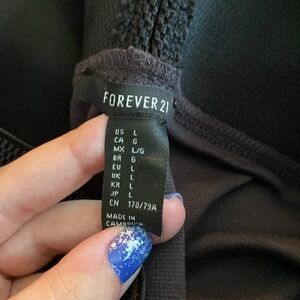 FOREVER 21
US L
CA G
MX L/G
BR G
EU L
UK L
KR L
JP L
CN 170/79A
MADE IN
CAMBODIA